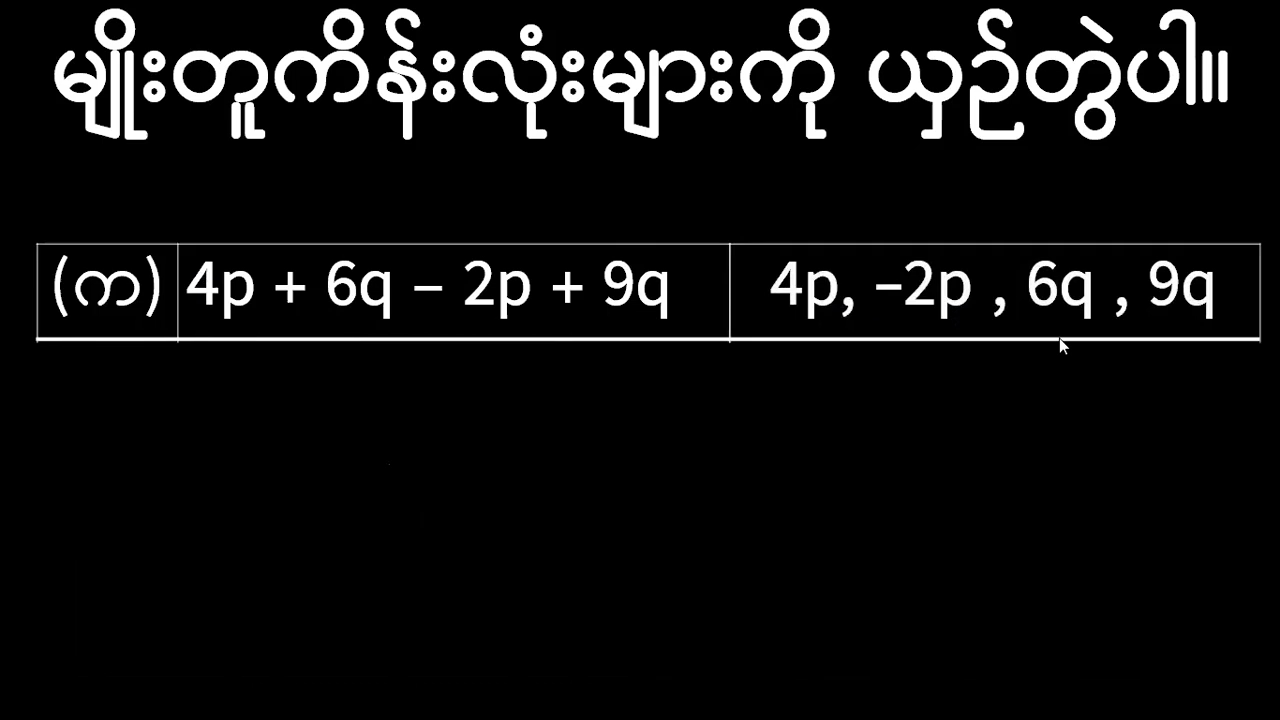 မျိုးတူကိန်းလုံးများကို ယှဉ်တွဲပါ။
(က) 4p + 6q – 2p + 9q 4p, –2p , 6q , 9q